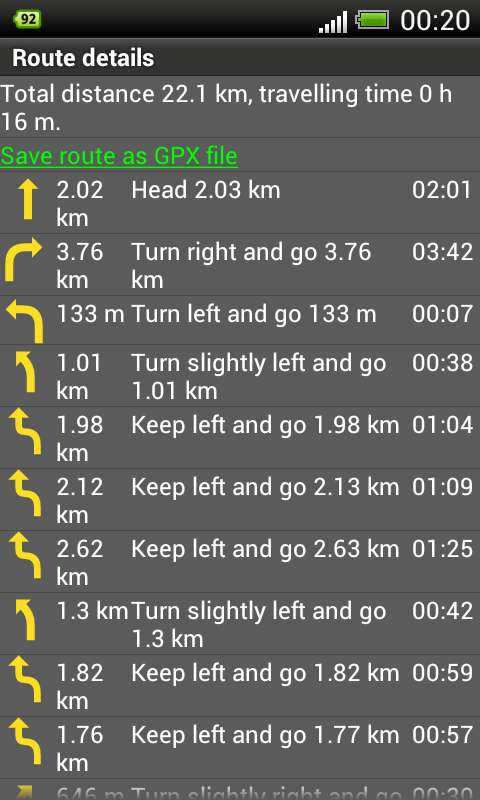 92
00:20
Route details
Total distance 22.1 km, travelling time 0 h
16 m.
Save route as GPX file
2.02 km Head 2.03 km 02:01
3.76 km Turn right and go 3.76 km 03:42
133 m Turn left and go 133 m 00:07
1.01 km Turn slightly left and go 1.01 km 00:38
1.98 km Keep left and go 1.98 km 01:04
2.12 km Keep left and go 2.13 km 01:09
2.62 km Keep left and go 2.63 km 01:25
1.3 km Turn slightly left and go 1.3 km 00:42
1.82 km Keep left and go 1.82 km 00:59
1.76 km Keep left and go 1.77 km 00:57
646 m Turn slightly right and go 00:30